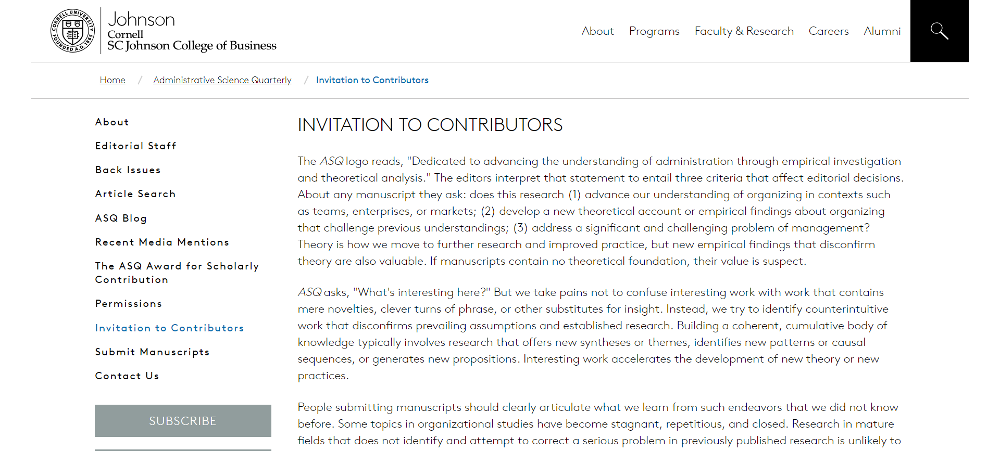 CORNELL UNIVERSITY
FOUNDED A.D. 1865
Johnson
Cornell
SC Johnson College of Business
About Programs Faculty & Research Careers Alumni
Home / Administrative Science Quarterly / Invitation to Contributors
About
Editorial Staff
Back Issues
Article Search
ASQ Blog
Recent Media Mentions
The ASQ Award for Scholarly
Contribution
Permissions
Invitation to Contributors
Submit Manuscripts
Contact Us
SUBSCRIBE
INVITATION TO CONTRIBUTORS
The ASQ logo reads, "Dedicated to advancing the understanding of administration through empirical investigation
and theoretical analysis." The editors interpret that statement to entail three criteria that affect editorial decisions.
About any manuscript they ask: does this research (1) advance our understanding of organizing in contexts such
as teams, enterprises, or markets; (2) develop a new theoretical account or empirical findings about organizing
that challenge previous understandings; (3) address a significant and challenging problem of management?
Theory is how we move to further research and improved practice, but new empirical findings that disconfirm
theory are also valuable. If manuscripts contain no theoretical foundation, their value is suspect.
ASQ asks, "What's interesting here?" But we take pains not to confuse interesting work with work that contains
mere novelties, clever turns of phrase, or other substitutes for insight. Instead, we try to identify counterintuitive
work that disconfirms prevailing assumptions and established research. Building a coherent, cumulative body of
knowledge typically involves research that offers new syntheses or themes, identifies new patterns or causal
sequences, or generates new propositions. Interesting work accelerates the development of new theory or new
practices.
People submitting manuscripts should clearly articulate what we learn from such endeavors that we did not know
before. Some topics in organizational studies have become stagnant, repetitious, and closed. Research in mature
fields that does not identify and attempt to correct a serious problem in previously published research is unlikely to